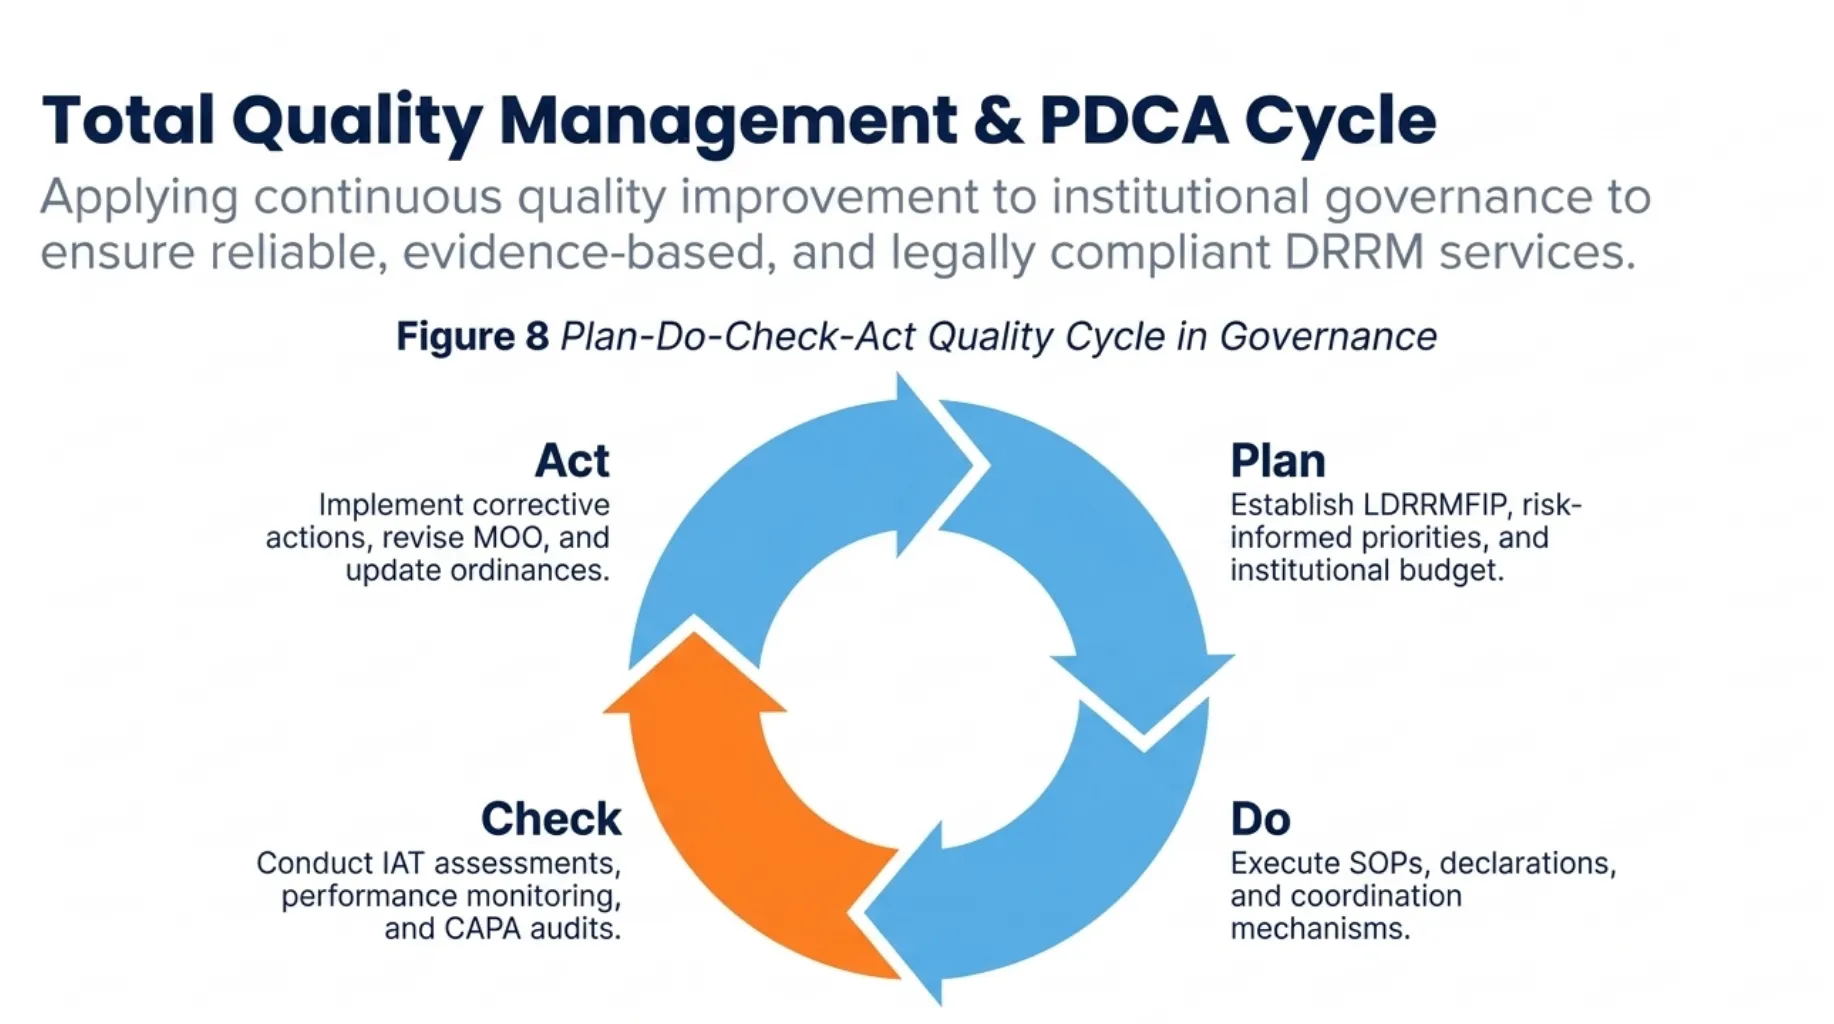 Total Quality Management & PDCA Cycle
Applying continuous quality improvement to institutional governance to
ensure reliable, evidence-based, and legally compliant DRRM services.
Figure 8 Plan-Do-Check-Act Quality Cycle in Governance
Act
Implement corrective
actions, revise MOO, and
update ordinances.
Plan
Establish LDRRMFIP, risk-
informed priorities, and
institutional budget.
Check
Conduct IAT assessments,
performance monitoring,
and CAPA audits.
Do
Execute SOPs, declarations,
and coordination
mechanisms.